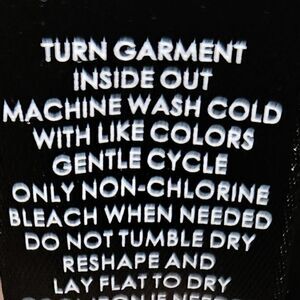 TURN GARMENT
INSIDE OUT
MACHINE WASH COLD
WITH LIKE COLORS
GENTLE CYCLE
ONLY NON-CHLORINE
BLEACH WHEN NEEDED
DO NOT TUMBLE DRY
RESHAPE AND
LAY FLAT TO DRY